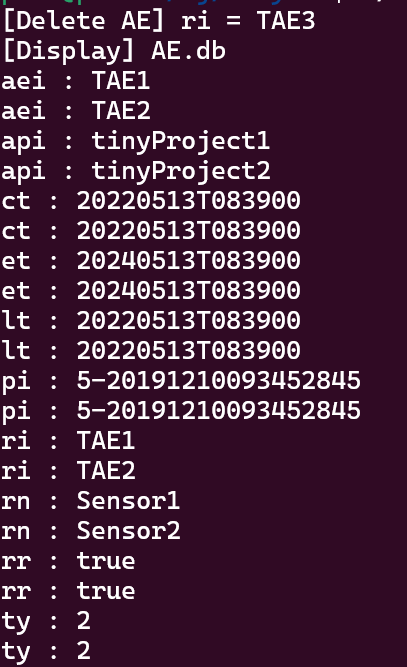 [Delete AE] ri = TAE3
[Display] AE.db
aei : TAE1
aei : TAE2
api : tinyProject1
api : tinyProject2
ct : 20220513T083900
ct : 20220513T083900
et : 20240513T083900
et : 20240513T083900
lt : 20220513T083900
lt : 20220513T083900
pi : 5-20191210093452845
pi : 5-20191210093452845
ri : TAE1
ri : TAE2
rn : Sensor1
rn : Sensor2
rr : true
rr : true
ty : 2
ty : 2